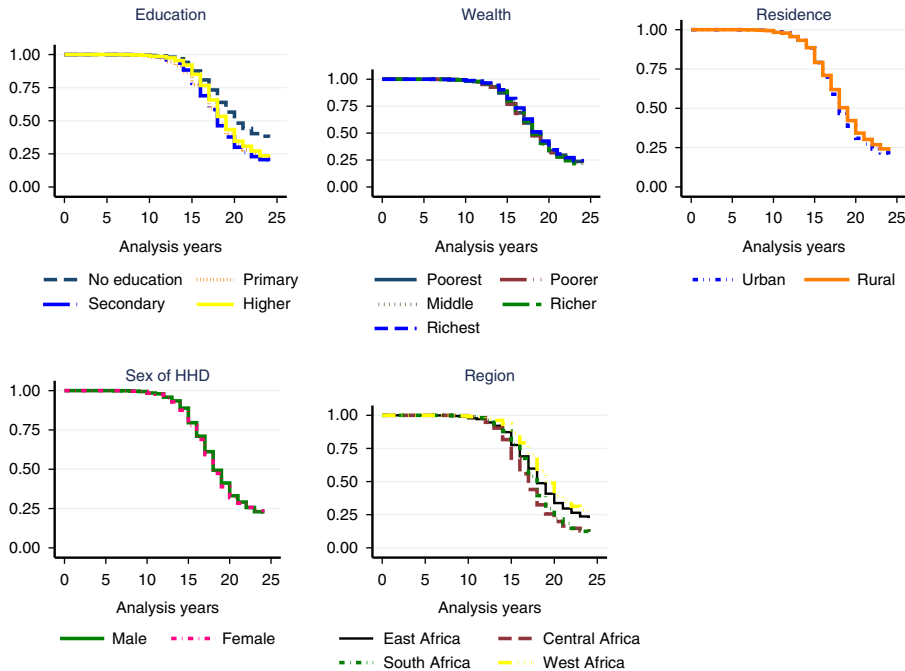 Education
1.00
0.75
0.50
0.25
0.00
0 5 10 15 20 25
Analysis years
No education Primary
Secondary Higher
Wealth
1.00
0.75
0.50
0.25
0.00
0 5 10 15 20 25
Analysis years
Poorest Poorer
Middle Richer
Richest
Residence
1.00
0.75
0.50
0.25
0.00
0 5 10 15 20 25
Analysis years
Urban Rural
Sex of HHD
1.00
0.75
0.50
0.25
0.00
0 5 10 15 20 25
Analysis years
Male Female
Region
1.00
0.75
0.50
0.25
0.00
0 5 10 15 20 25
Analysis years
East Africa Central Africa
South Africa West Africa